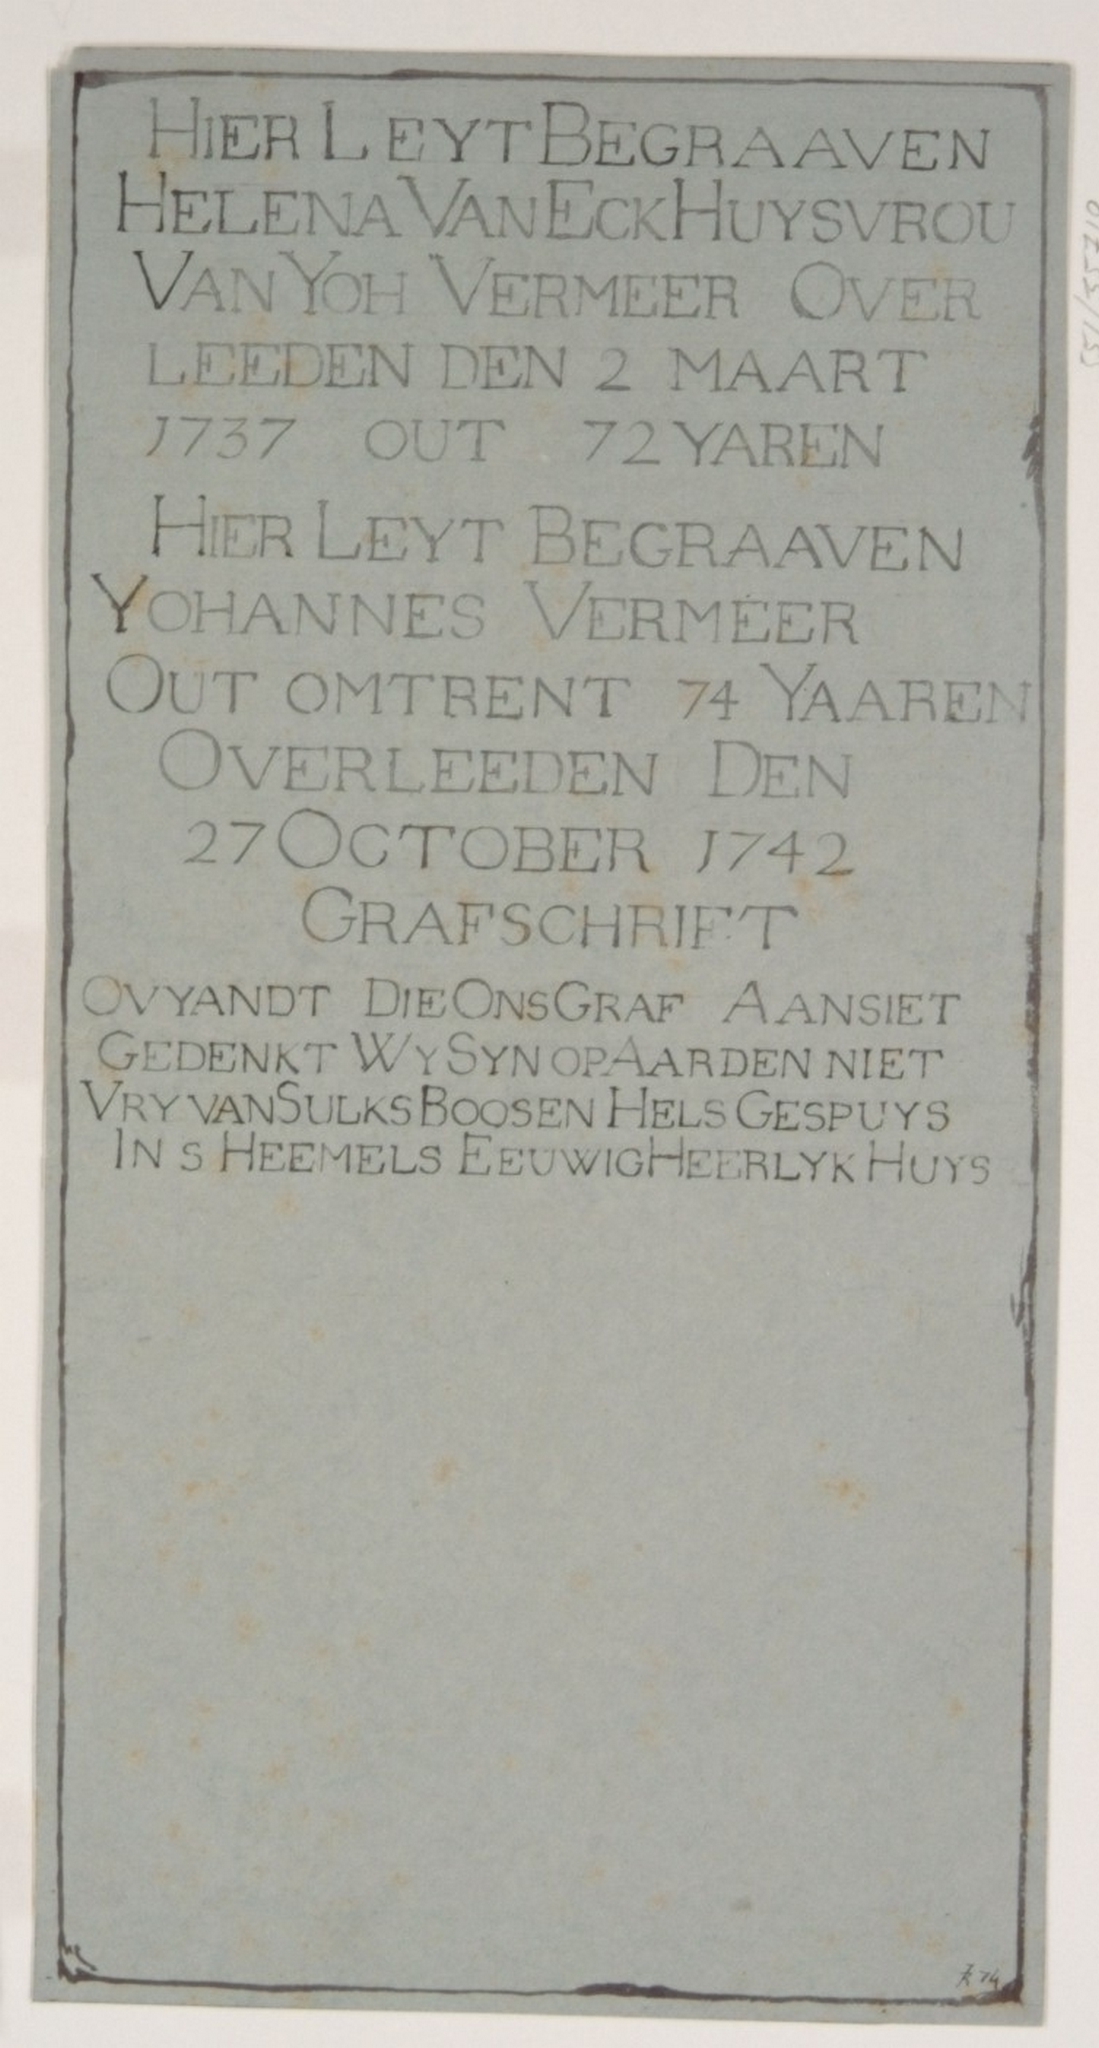 HIER LEYT BEGRAAVEN
HELENA VAN ECK HUYSVROU
VAN YOH VERMEER OVER
LEEDEN DEN 2 MAART
1737 OUT 72 YAREN
HIER LEYT BEGRAAVEN
YOHANNES VERMEER
OUT OMTRENT 74 YAAREN
OVERLEEDEN DEN
27 OCTOBER 1742
GRAFSCHRIFT
OVYANDT DIE ONS GRAF AANSIET
GEDENKT WY SYN OP AARDEN NIET
VRY VAN SULKS BOOSEN HELS GESPUYS
IN S HEEMELS EEUWIG HEERLYK HUYS